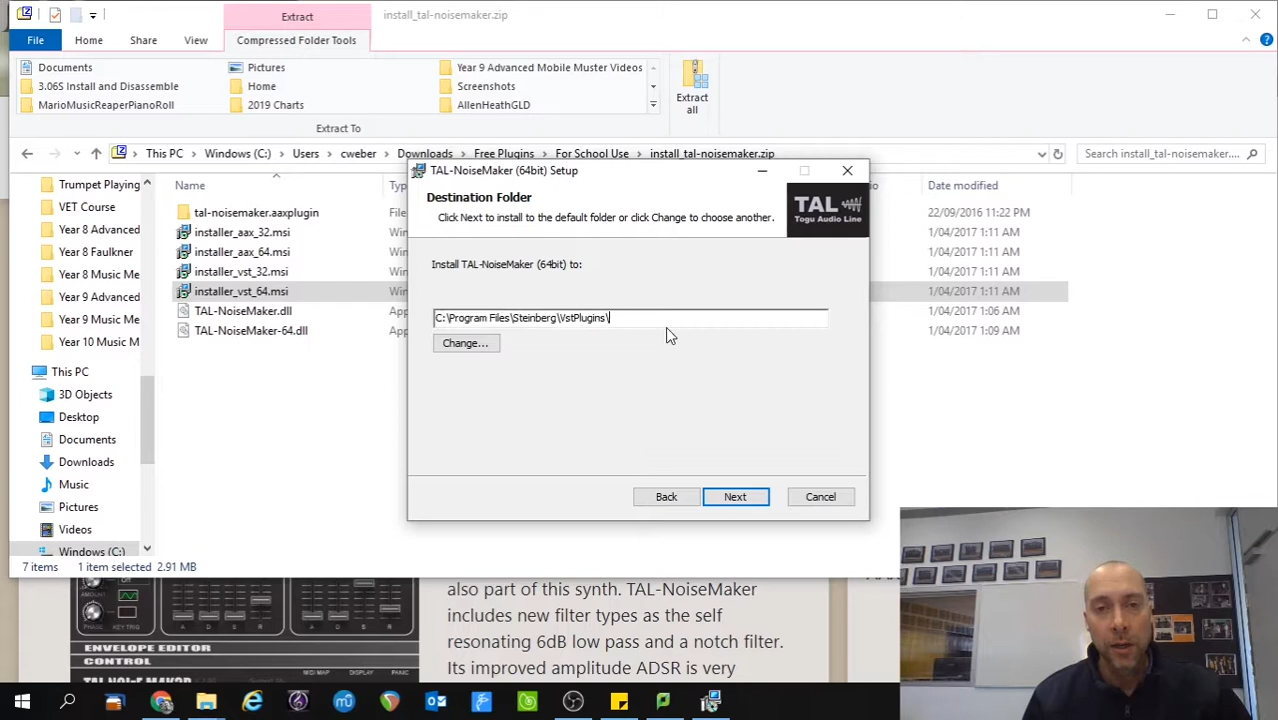 Extract
install_tal-noisemaker.zip
File
Home
Share
View
Compressed Folder Tools
Documents
Pictures
Year 9 Advanced Mobile Muster Videos
3.06S Install and Disassemble
Home
Screenshots
MarioMusicReaperPianoRoll
2019 Charts
AllenHeathGLD
Extract all
Extract To
This PC > Windows (C:) > Users > cweber > Downloads > Free Plugins > For School Use > install_tal-noisemaker.zip
Search install_tal-noisemaker....
Trumpet Playing
VET Course
Year 8 Advanced
Year 8 Faulkner
Year 8 Music Me
Year 9 Advanced
Year 9 Music Me
Year 10 Music M
This PC
3D Objects
Desktop
Documents
Downloads
Music
Pictures
Videos
Windows (C:)
Name
Date modified
tal-noisemaker.aaxplugin
22/09/2016 11:22 PM
installer_aax_32.msi
1/04/2017 1:11 AM
installer_aax_64.msi
1/04/2017 1:11 AM
installer_vst_32.msi
1/04/2017 1:11 AM
installer_vst_64.msi
1/04/2017 1:11 AM
TAL-NoiseMaker.dll
1/04/2017 1:06 AM
TAL-NoiseMaker-64.dll
1/04/2017 1:09 AM
TAL-NoiseMaker (64bit) Setup
Destination Folder
Click Next to install to the default folder or click Change to choose another.
TAL
Togu Audio Line
Install TAL-NoiseMaker (64bit) to:
C:\Program Files\Steinberg\VstPlugins\
Change...
Back
Next
Cancel
7 items
1 item selected 2.91 MB
Off
AMOUNT
PHASE
KEY TRIG
A
D
S
R
A
D
S
R
ENVELOPE EDITOR
CONTROL
MIDI MAP
DISPLAY
PANIC
also part of this synth. TAL-NoiseMaker
includes new filter types as the self
resonating 6dB low pass and a notch filter.
Its improved amplitude ADSR is very